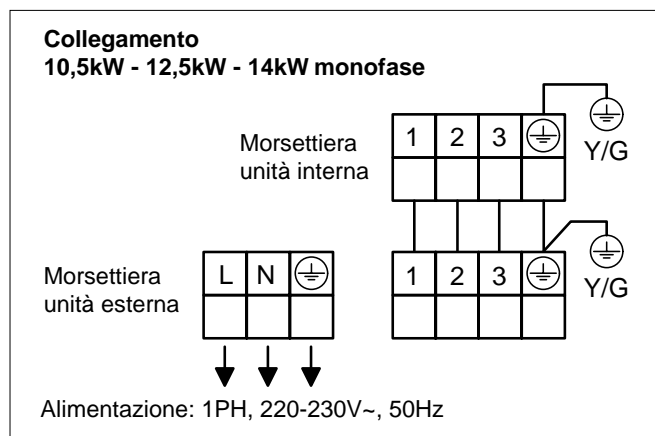 Collegamento
10,5kW - 12,5kW - 14kW monofase
Morsettiera
unità interna
1 2 3
Y/G
Morsettiera
unità esterna
L N
1 2 3
Y/G
Alimentazione: 1PH, 220-230V~, 50Hz